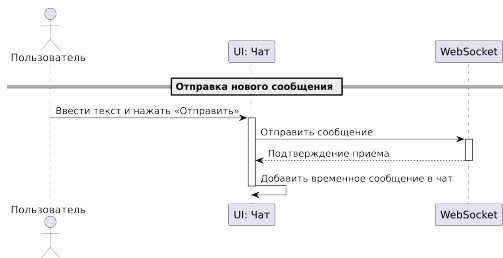 Пользователь
UI: Чат
WebSocket
Отправка нового сообщения
Ввести текст и нажать «Отправить»
Отправить сообщение
Подтверждение приёма
Добавить временное сообщение в чат
Пользователь
UI: Чат
WebSocket